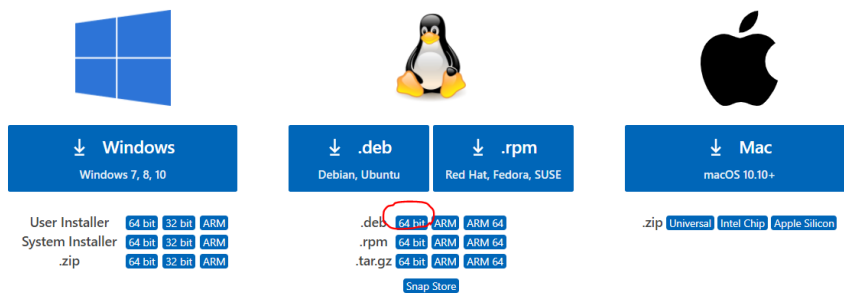 Windows
Windows 7, 8, 10
User Installer 64 bit 32 bit ARM
System Installer 64 bit 32 bit ARM
.zip 64 bit 32 bit ARM
.deb
Debian, Ubuntu
.rpm
Red Hat, Fedora, SUSE
.deb 64 bit ARM ARM 64
.rpm 64 bit ARM ARM 64
.tar.gz 64 bit ARM ARM 64
Snap Store
Mac
macOS 10.10+
.zip Universal Intel Chip Apple Silicon